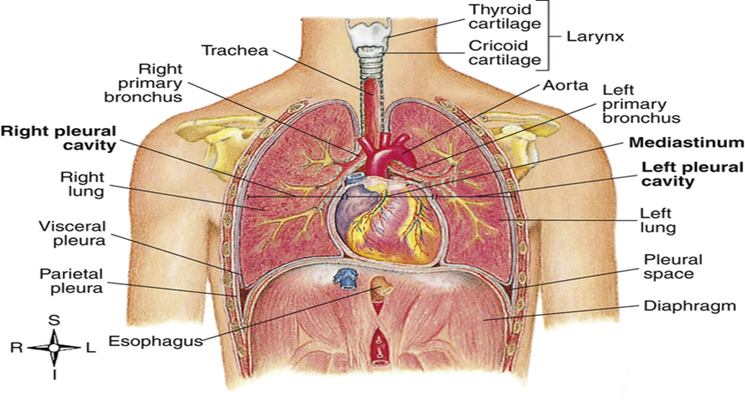 Thyroid
cartilage
Larynx
Cricoid
cartilage
Trachea
Right
primary
bronchus
Aorta
Left
primary
bronchus
Right pleural
cavity
Mediastinum
Left pleural
cavity
Right
lung
Left
lung
Visceral
pleura
Pleural
space
Parietal
pleura
Diaphragm
Esophagus
S
R L
I